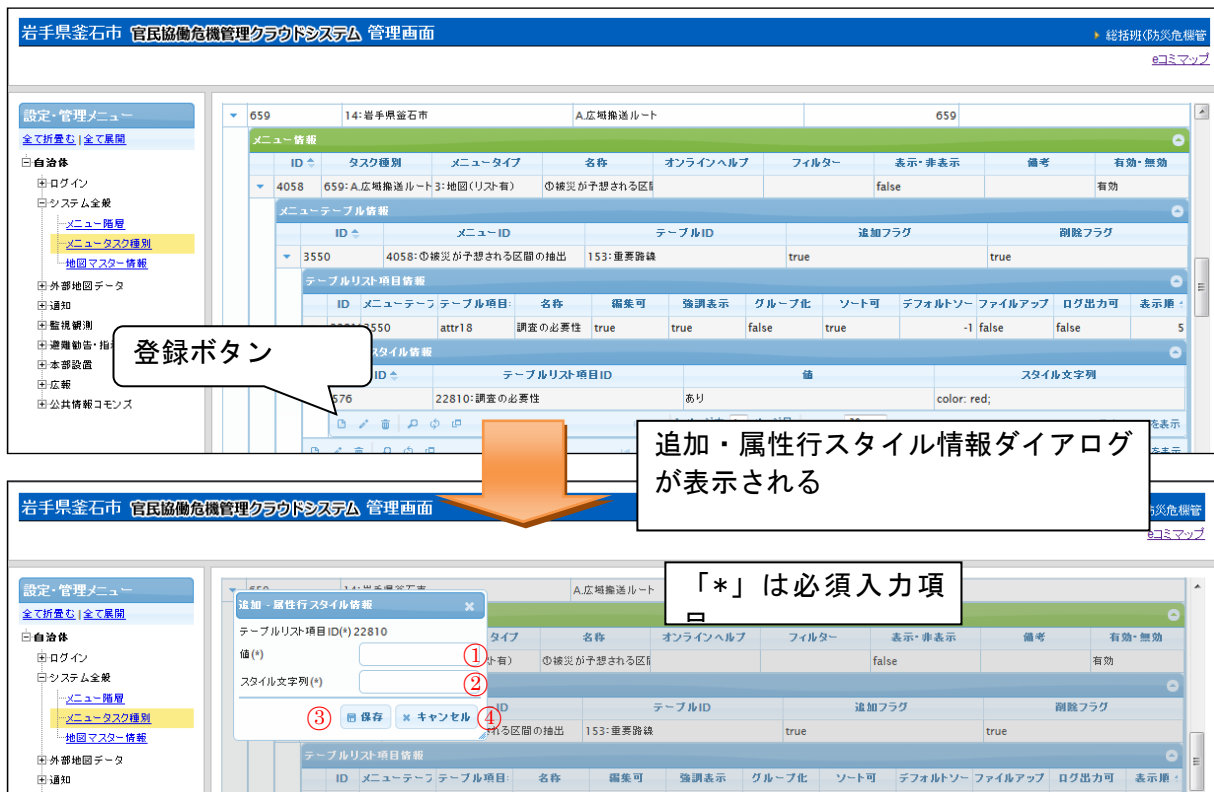 岩手県釜石市 官民協働危機管理クラウドシステム 管理画面
総括班(防災危機管
eコミマップ
設定・管理メニュー
全て折畳む | 全て展開
自治体
ログイン
システム全般
メニュー階層
メニュータスク種別
地図マスター情報
外部地図データ
通知
監視観測
避難勧告・指
本部設置
広報
公共情報コモンズ
659 14:岩手県釜石市 A.広域搬送ルート 659
メニュー情報
ID タスク種別 メニュータイプ 名称 オンラインヘルプ フィルター 表示・非表示 備考 有効・無効
4058 659:A.広域搬送ルート 3:地図(リスト有) ①被災が予想される区 false 有効
メニューテーブル情報
ID メニューID テーブルID 追加フラグ 削除フラグ
3550 4058:①被災が予想される区間の抽出 153:重要路線 true true
テーブルリスト項目情報
ID メニューテーブ テーブル項目: 名称 編集可 強調表示 グループ化 ソート可 デフォルトソー ファイルアップ ログ出力可 表示順
3550 attr18 調査の必要性 true true false true -1 false false 5
スタイル情報
ID テーブルリスト項目ID 値 スタイル文字列
576 22810:調査の必要性 あり color: red;
を表示
登録ボタン
追加・属性行スタイル情報ダイアログ
が表示される
岩手県釜石市 官民協働危機管理クラウドシステム 管理画面
防災危機管
eコミマップ
設定・管理メニュー
全て折畳む | 全て展開
自治体
ログイン
システム全般
メニュー階層
メニュータスク種別
地図マスター情報
外部地図データ
通知
「*」は必須入力項
目
A.広域搬送ルート
追加 - 属性行スタイル情報
テーブルリスト項目ID(*) 22810
値(*) ①
スタイル文字列(*) ②
③ 保存 キャンセル ④
タイプ 名称 オンラインヘルプ フィルター 表示・非表示 備考 有効・無効
ト有) ①被災が予想される区 false 有効
ID テーブルID 追加フラグ 削除フラグ
れる区間の抽出 153:重要路線 true true
テーブルリスト項目情報
ID メニューテーブ テーブル項目: 名称 編集可 強調表示 グループ化 ソート可 デフォルトソー ファイルアップ ログ出力可 表示順